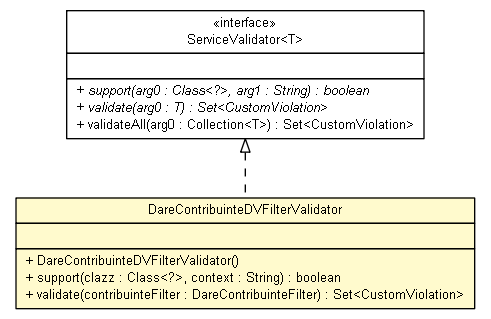 «interface»
ServiceValidator<T>
+ support(arg0 : Class<?>, arg1 : String) : boolean
+ validate(arg0 : T) : Set<CustomViolation>
+ validateAll(arg0 : Collection<T>) : Set<CustomViolation>
DareContribuinteDVFilterValidator
+ DareContribuinteDVFilterValidator()
+ support(clazz : Class<?>, context : String) : boolean
+ validate(contribuinteFilter : DareContribuinteFilter) : Set<CustomViolation>